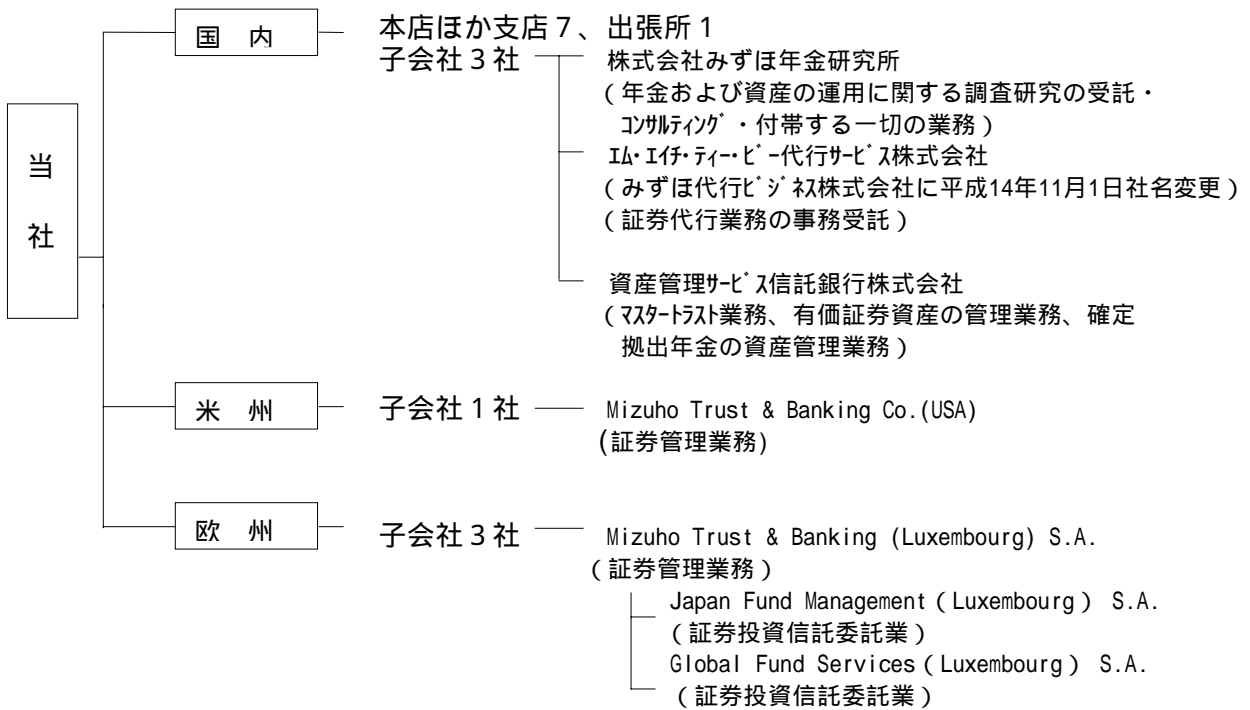 国 内
本店ほか支店７、出張所１
子会社３社
株式会社みずほ年金研究所
（年金および資産の運用に関する調査研究の受託・
ｺﾝｻﾙﾃｨﾝｸﾞ・付帯する一切の業務）
当
社
ｴﾑ･ｴｲﾁ･ﾃｨｰ･ﾋﾞｰ代行ｻｰﾋﾞｽ株式会社
（みずほ代行ﾋﾞｼﾞﾈｽ株式会社に平成14年11月1日社名変更）
（証券代行業務の事務受託）
資産管理ｻｰﾋﾞｽ信託銀行株式会社
（ﾏｽﾀｰﾄﾗｽﾄ業務、有価証券資産の管理業務、確定
拠出年金の資産管理業務）
米 州
子会社１社
Mizuho Trust & Banking Co.(USA)
(証券管理業務)
欧 州
子会社３社
Mizuho Trust & Banking (Luxembourg) S.A.
（証券管理業務）
Japan Fund Management（Luxembourg） S.A.
（証券投資信託委託業）
Global Fund Services（Luxembourg） S.A.
（証券投資信託委託業）